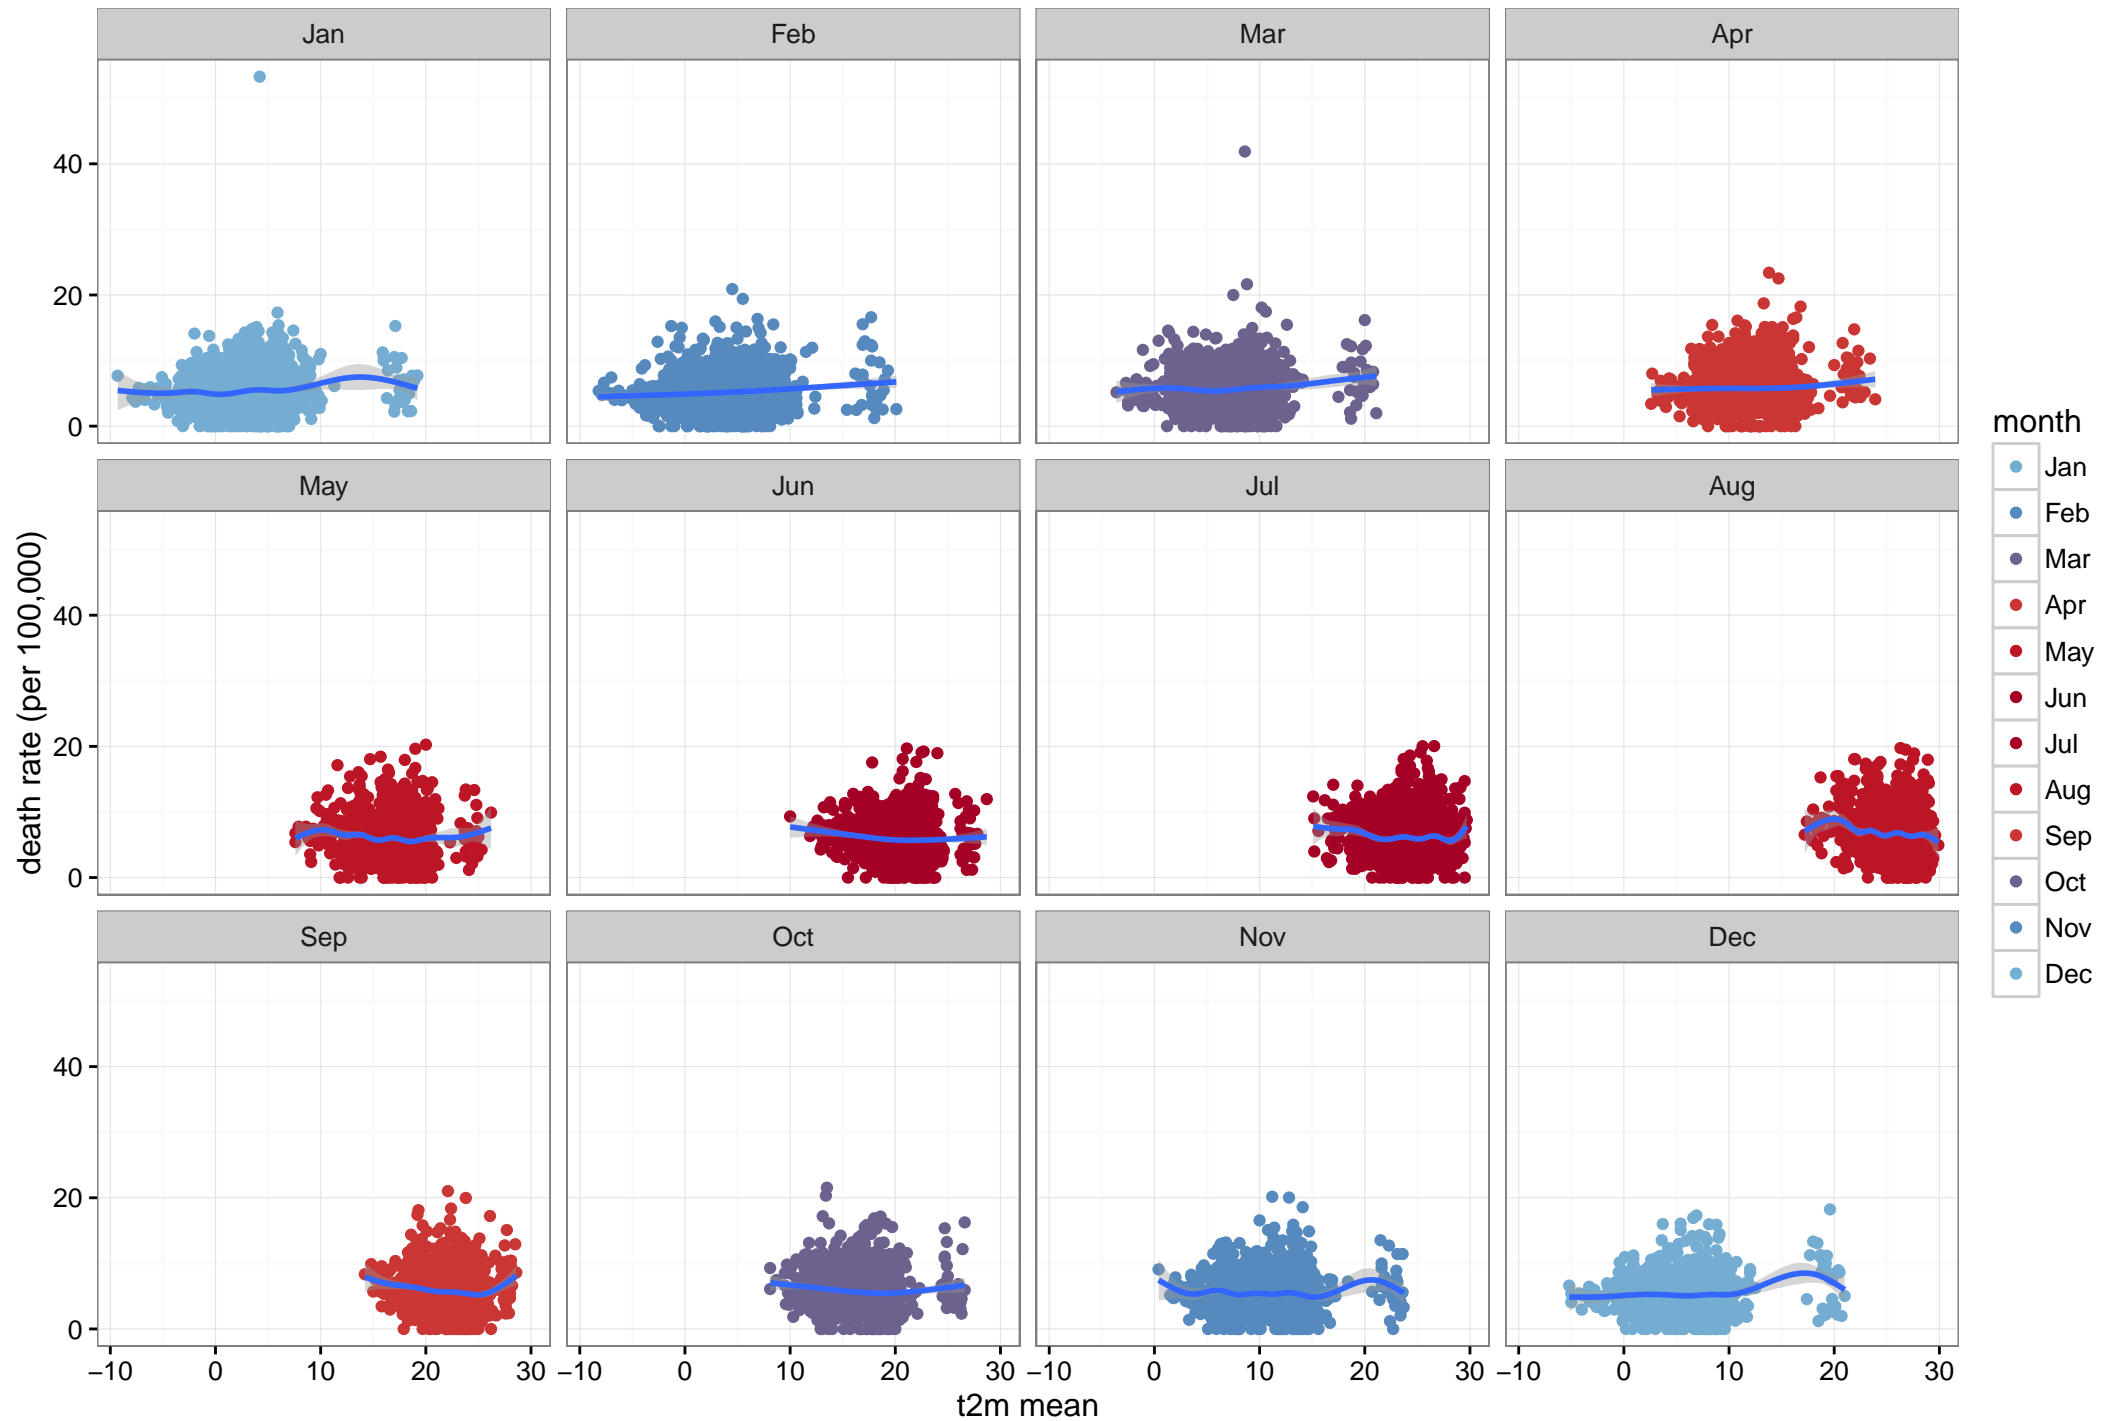 Jan Feb Mar Apr
40
20
0
May Jun Jul Aug
40
20
0
Sep Oct Nov Dec
40
20
0
−10 0 10 20 30 −10 0 10 20 30 −10 0 10 20 30 −10 0 10 20 30
t2m mean
death rate (per 100,000)
month
Jan
Feb
Mar
Apr
May
Jun
Jul
Aug
Sep
Oct
Nov
Dec